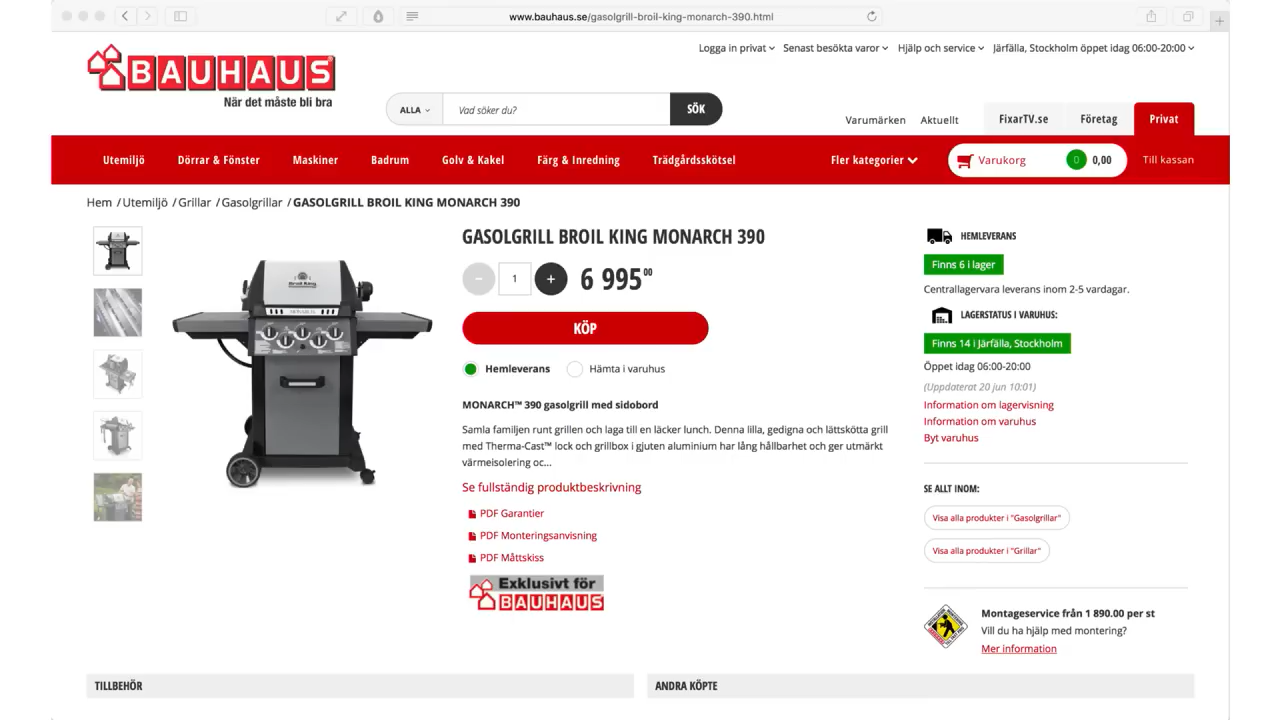 www.bauhaus.se/gasolgrill-broil-king-monarch-390.html
Logga in privat Senast besökta varor Hjälp och service Järfälla, Stockholm öppet idag 06:00-20:00
BAUHAUS
När det måste bli bra
ALLA Vad söker du? SÖK
Varumärken Aktuellt FixarTV.se Företag Privat
Utemiljö Dörrar & Fönster Maskiner Badrum Golv & Kakel Färg & Inredning Trädgårdsskötsel Fler kategorier Varukorg 0 0,00 Till kassan
Hem / Utemiljö / Grillar / Gasolgrillar / GASOLGRILL BROIL KING MONARCH 390
GASOLGRILL BROIL KING MONARCH 390
− 1 + 6 995 00
KÖP
Hemleverans Hämta i varuhus
MONARCH™ 390 gasolgrill med sidobord
Samla familjen runt grillen och laga till en läcker lunch. Denna lilla, gedigna och lättskötta grill
med Therma-Cast™ lock och grillbox i gjuten aluminium har lång hållbarhet och ger utmärkt
värmeisolering oc...
Se fullständig produktbeskrivning
PDF Garantier
PDF Monteringsanvisning
PDF Måttskiss
Exklusivt för
BAUHAUS
Broil King
MONARCH
HEMLEVERANS
Finns 6 i lager
Centrallagervara leverans inom 2-5 vardagar.
LAGERSTATUS I VARUHUS:
Finns 14 i Järfälla, Stockholm
Öppet idag 06:00-20:00
(Uppdaterat 20 jun 10:01)
Information om lagervisning
Information om varuhus
Byt varuhus
SE ALLT INOM:
Visa alla produkter i "Gasolgrillar"
Visa alla produkter i "Grillar"
Montageservice från 1 890.00 per st
Vill du ha hjälp med montering?
Mer information
TILLBEHÖR
ANDRA KÖPTE